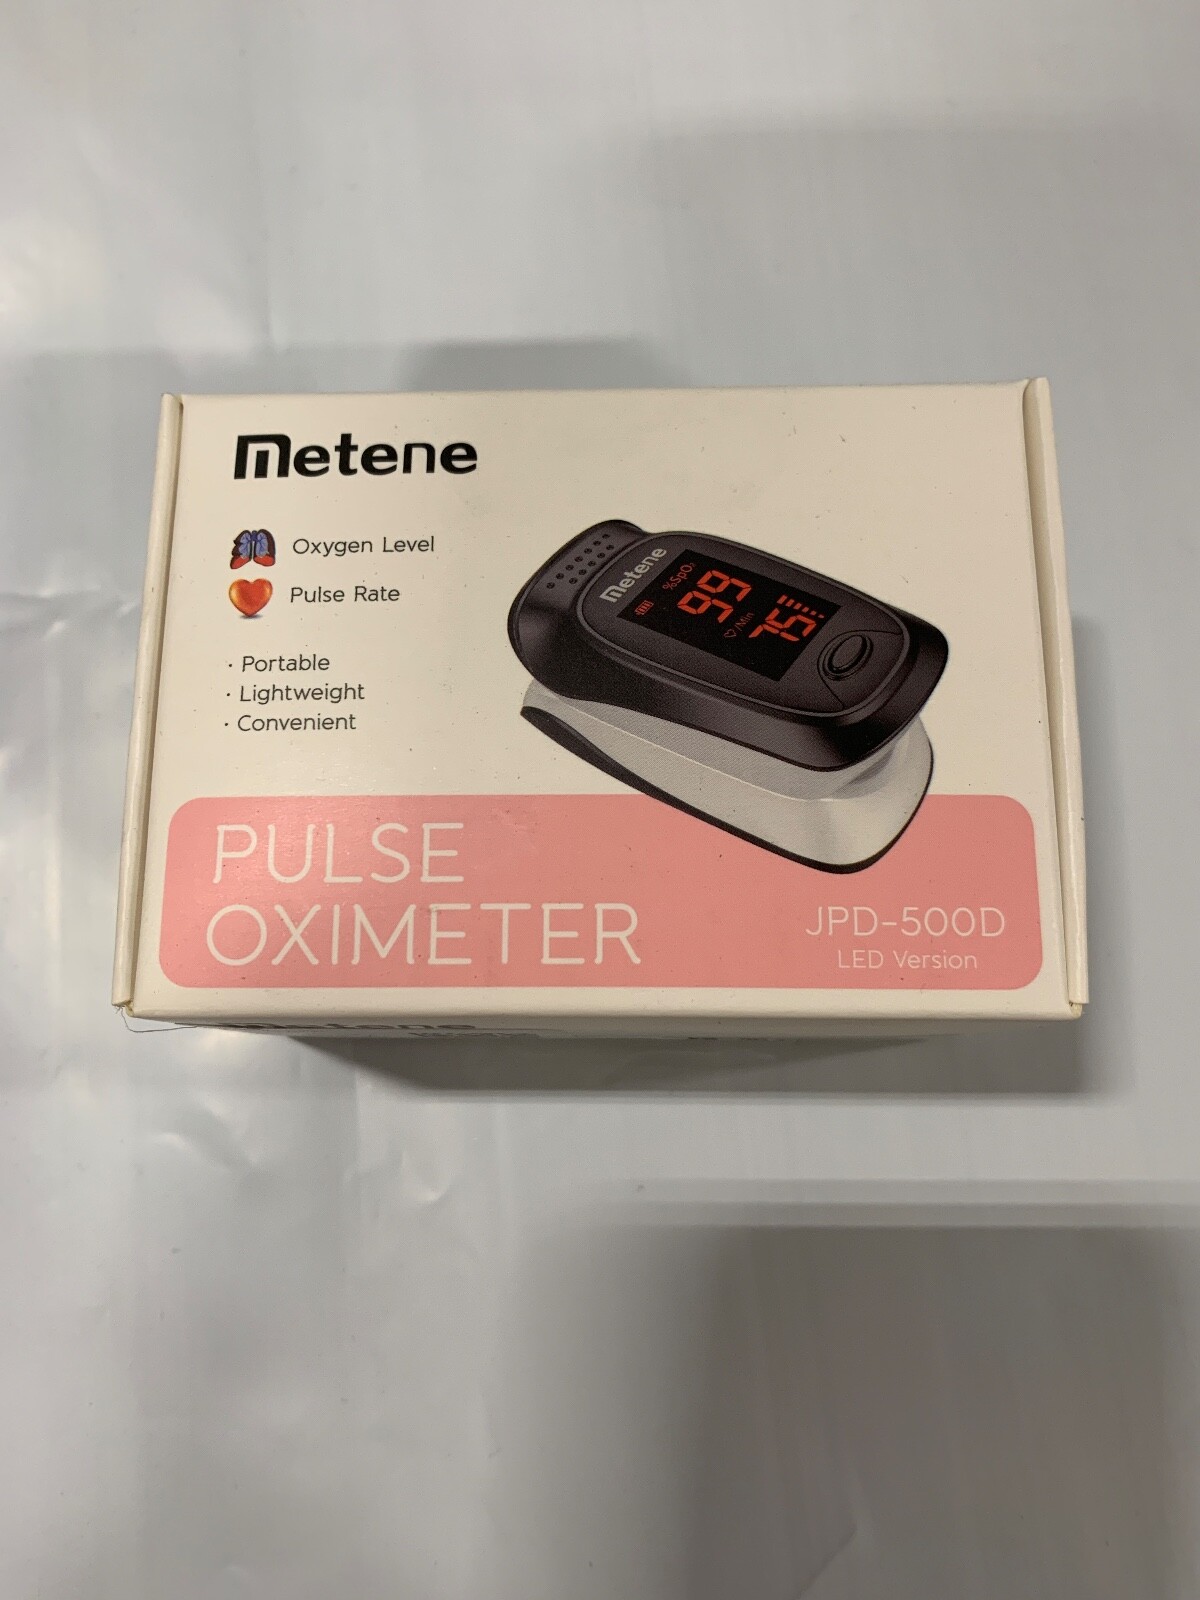 metene
Oxygen Level
Pulse Rate
· Portable
· Lightweight
· Convenient
metene
%SpO₂
99
♡/Min
75
PULSE
OXIMETER
JPD-500D
LED Version
metene